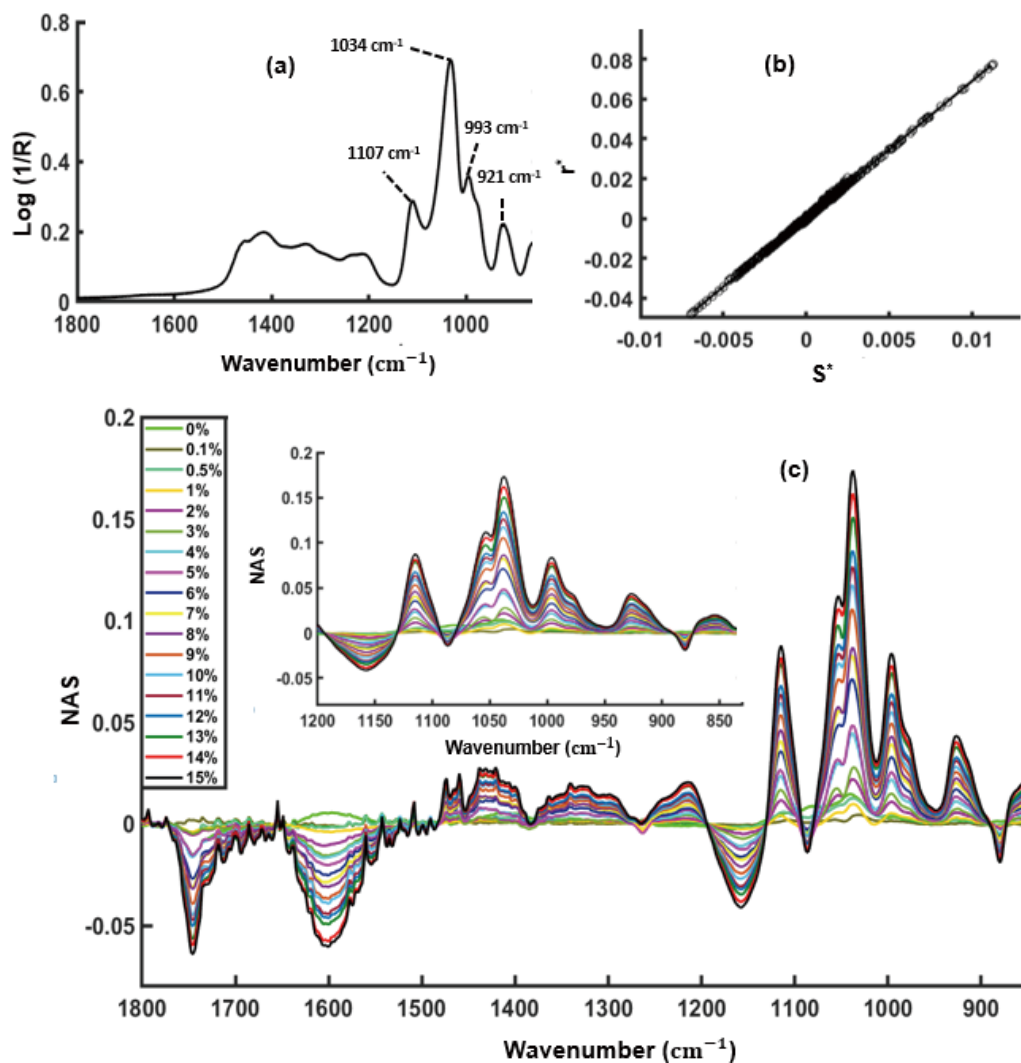 (a)
1034 cm-1
993 cm-1
1107 cm-1
921 cm-1
Log (1/R)
0.8
0.6
0.4
0.2
0
1800 1600 1400 1200 1000
Wavenumber (cm−1)
(b)
r*
0.08
0.06
0.04
0.02
0
-0.02
-0.04
-0.01 -0.005 0 0.005 0.01
S*
(c)
NAS
0.2
0.15
0.1
0.05
0
-0.05
0%
0.1%
0.5%
1%
2%
3%
4%
5%
6%
7%
8%
9%
10%
11%
12%
13%
14%
15%
NAS
0.2
0.15
0.1
0.05
0
-0.05
1200 1150 1100 1050 1000 950 900 850
Wavenumber (cm−1)
1800 1700 1600 1500 1400 1300 1200 1100 1000 900
Wavenumber (cm−1)